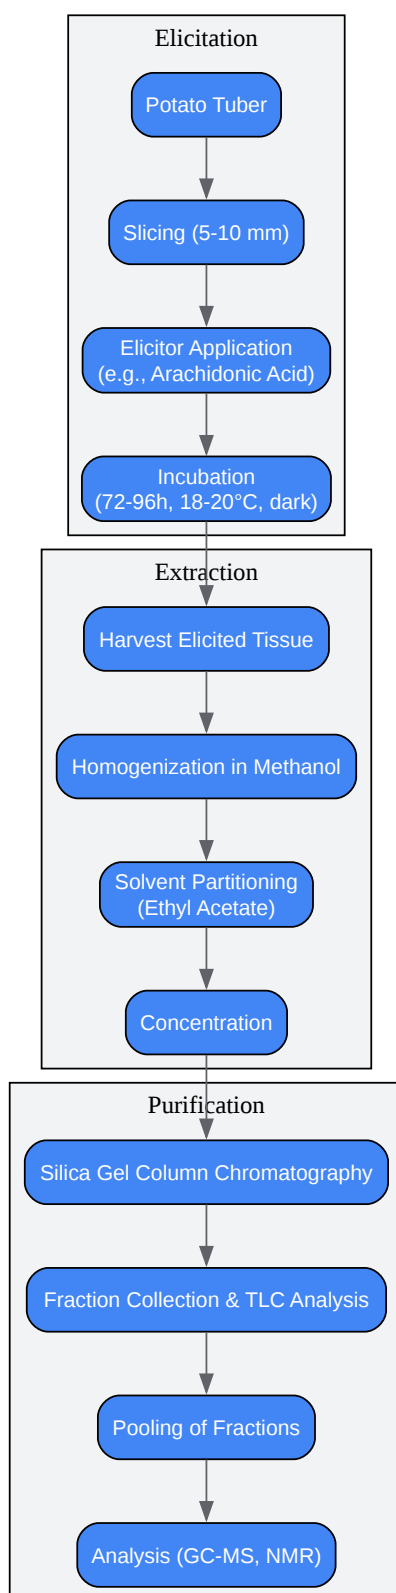 Elicitation
Potato Tuber
Slicing (5-10 mm)
Elicitor Application
(e.g., Arachidonic Acid)
Incubation
(72-96h, 18-20°C, dark)
Extraction
Harvest Elicited Tissue
Homogenization in Methanol
Solvent Partitioning
(Ethyl Acetate)
Concentration
Purification
Silica Gel Column Chromatography
Fraction Collection & TLC Analysis
Pooling of Fractions
Analysis (GC-MS, NMR)